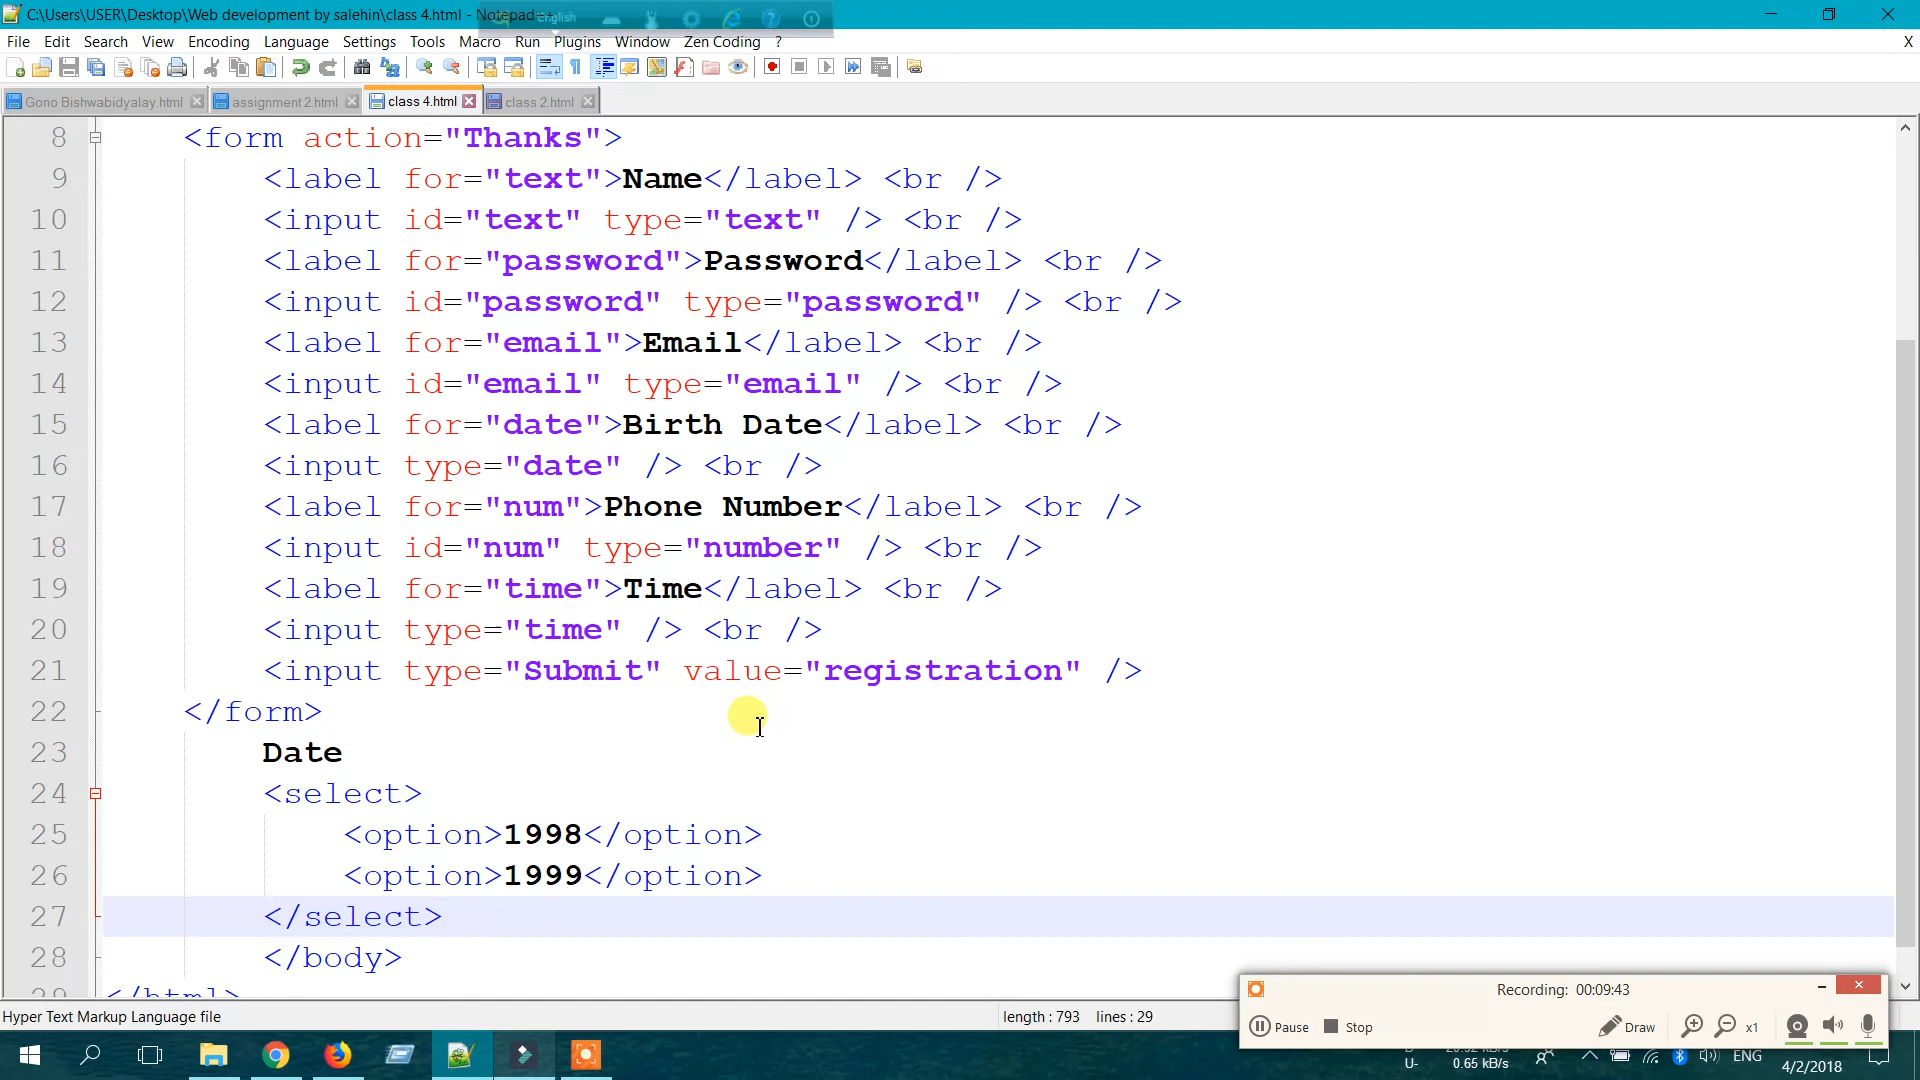 C:\Users\USER\Desktop\Web development by salehin\class 4.html - Notepad++
English
File Edit Search View Encoding Language Settings Tools Macro Run Plugins Window Zen Coding ? X
Gono Bishwabidyalay.html assignment 2.html class 4.html class 2.html
8 <form action="Thanks">
9 <label for="text">Name</label> <br />
10 <input id="text" type="text" /> <br />
11 <label for="password">Password</label> <br />
12 <input id="password" type="password" /> <br />
13 <label for="email">Email</label> <br />
14 <input id="email" type="email" /> <br />
15 <label for="date">Birth Date</label> <br />
16 <input type="date" /> <br />
17 <label for="num">Phone Number</label> <br />
18 <input id="num" type="number" /> <br />
19 <label for="time">Time</label> <br />
20 <input type="time" /> <br />
21 <input type="Submit" value="registration" />
22 </form>
23 Date
24 <select>
25 <option>1998</option>
26 <option>1999</option>
27 </select>
28 </body>
29 </html>
Recording: 00:09:43
Pause Stop Draw x1
Hyper Text Markup Language file length : 793 lines : 29
U- 0.65 kB/s
ENG
4/2/2018